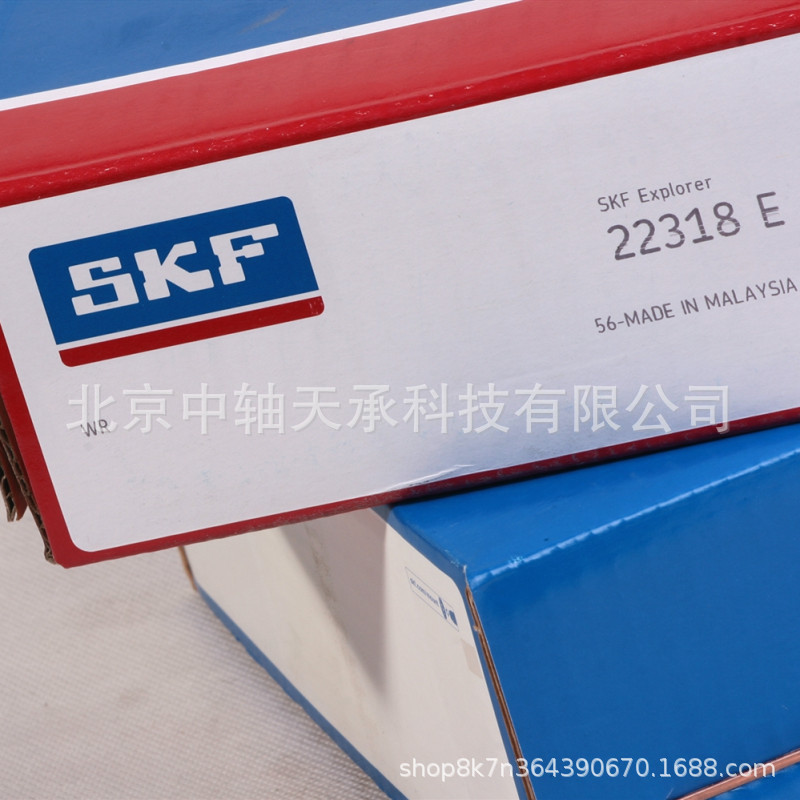 SKF
SKF Explorer
22318 E
56-MADE IN MALAYSIA
WR
北京中轴天承科技有限公司
shop8k7n364390670.1688.com